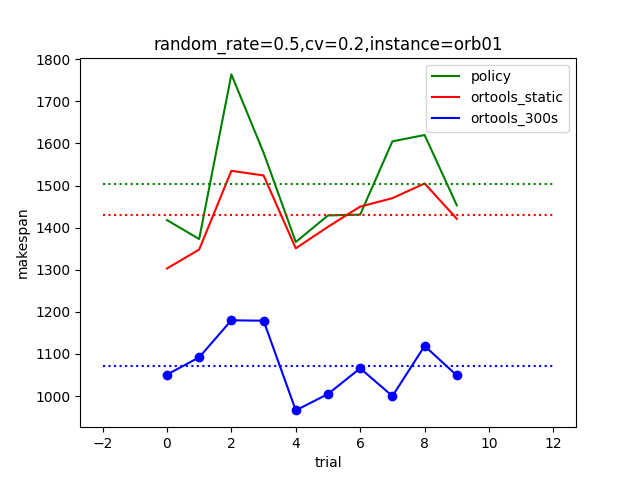 random_rate=0.5,cv=0.2,instance=orb01
policy
ortools_static
ortools_300s
makespan
1800
1700
1600
1500
1400
1300
1200
1100
1000
−2
0
2
4
6
8
10
12
trial